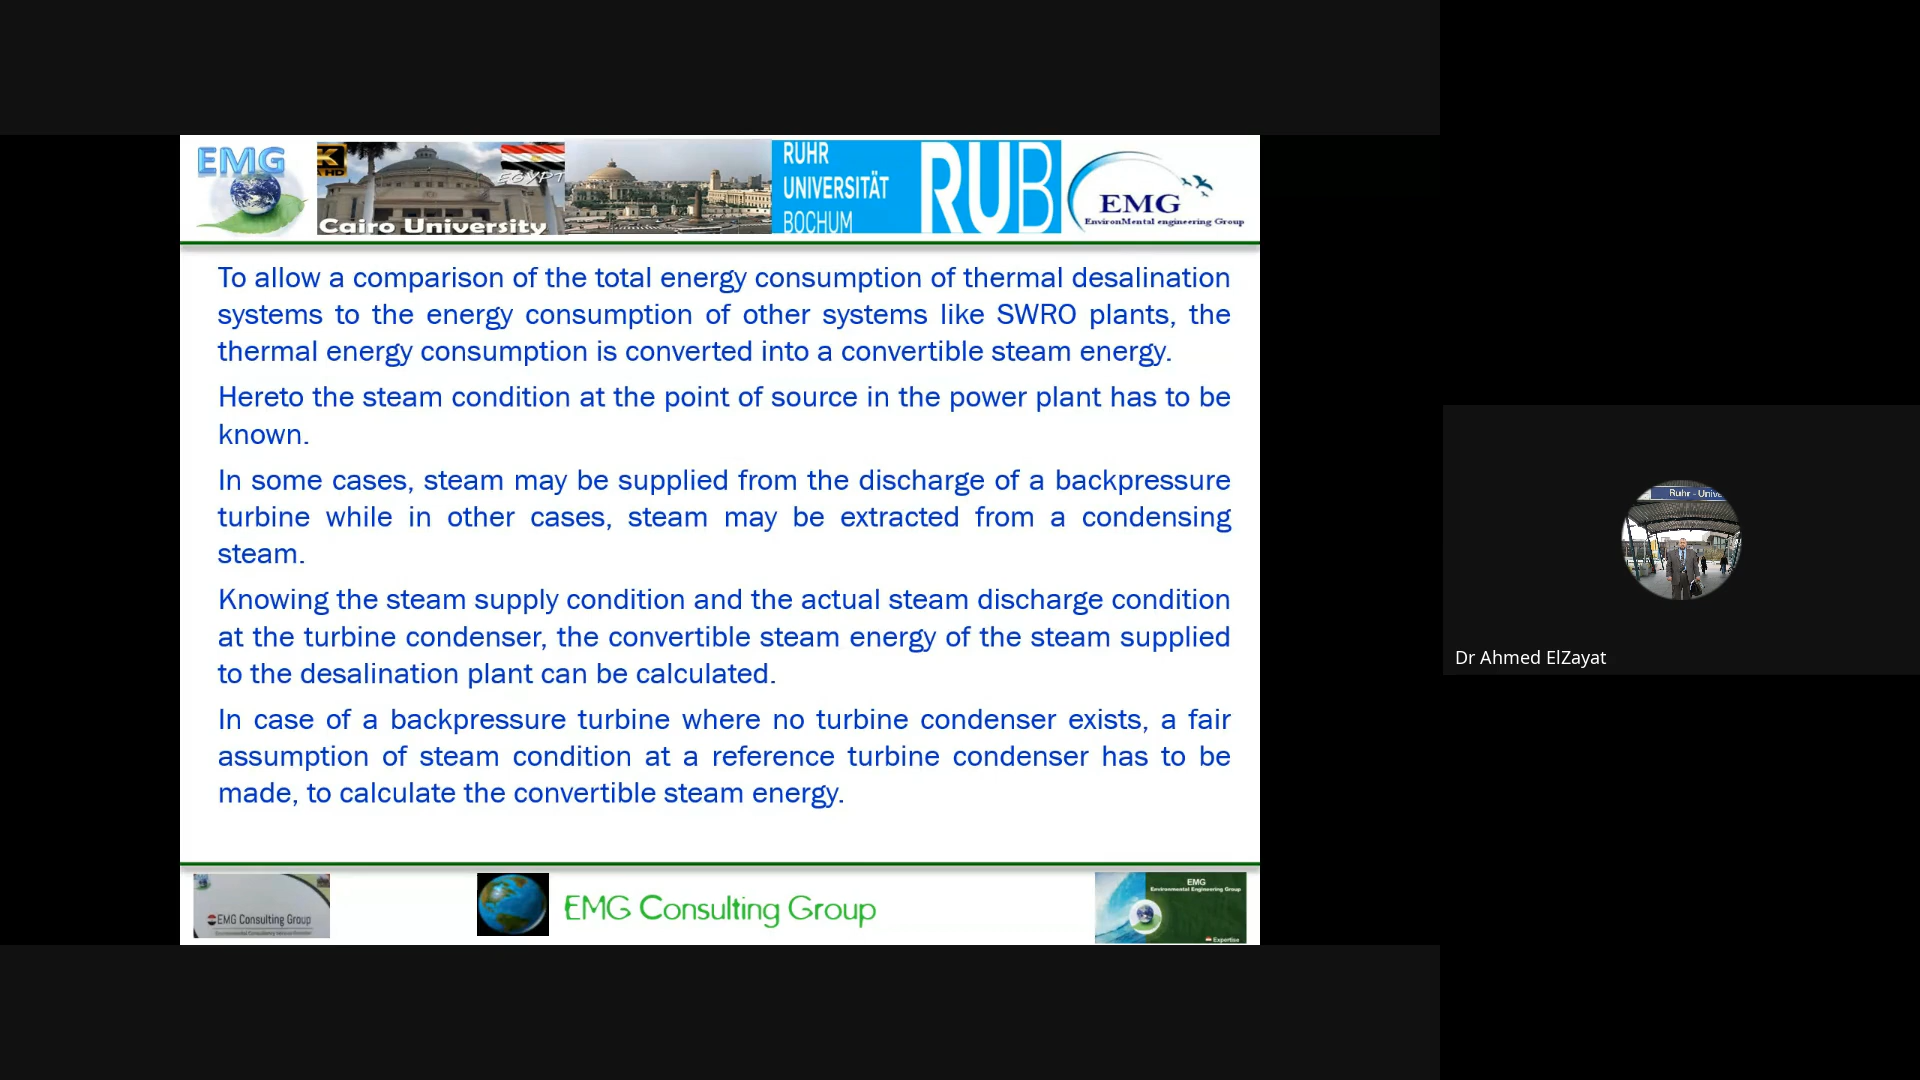 EMG
K
HD
EGYPT
Cairo University
RUHR
UNIVERSITÄT
BOCHUM
RUB
EMG
EnvironMental engineering Group
To allow a comparison of the total energy consumption of thermal desalination
systems to the energy consumption of other systems like SWRO plants, the
thermal energy consumption is converted into a convertible steam energy.
Hereto the steam condition at the point of source in the power plant has to be
known.
In some cases, steam may be supplied from the discharge of a backpressure
turbine while in other cases, steam may be extracted from a condensing
steam.
Knowing the steam supply condition and the actual steam discharge condition
at the turbine condenser, the convertible steam energy of the steam supplied
to the desalination plant can be calculated.
In case of a backpressure turbine where no turbine condenser exists, a fair
assumption of steam condition at a reference turbine condenser has to be
made, to calculate the convertible steam energy.
EMG Consulting Group
EMG Consulting Group
EMG
Environmental Engineering Group
Expertise
Ruhr - Unive
Dr Ahmed ElZayat